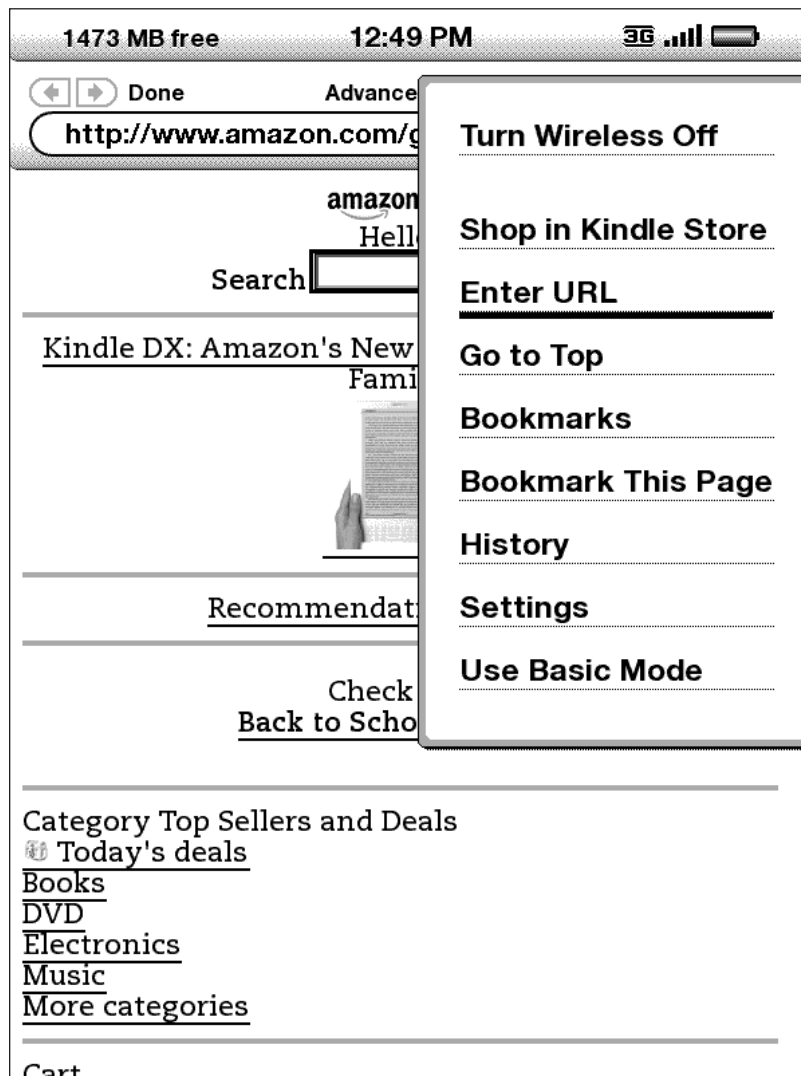 1473 MB free 12:49 PM 3G
Done Advance
http://www.amazon.com/g
amazon
Hell
Search
Kindle DX: Amazon's New
Fami
Recommendat
Check
Back to Scho
Turn Wireless Off
Shop in Kindle Store
Enter URL
Go to Top
Bookmarks
Bookmark This Page
History
Settings
Use Basic Mode
Category Top Sellers and Deals
Today's deals
Books
DVD
Electronics
Music
More categories
Cart